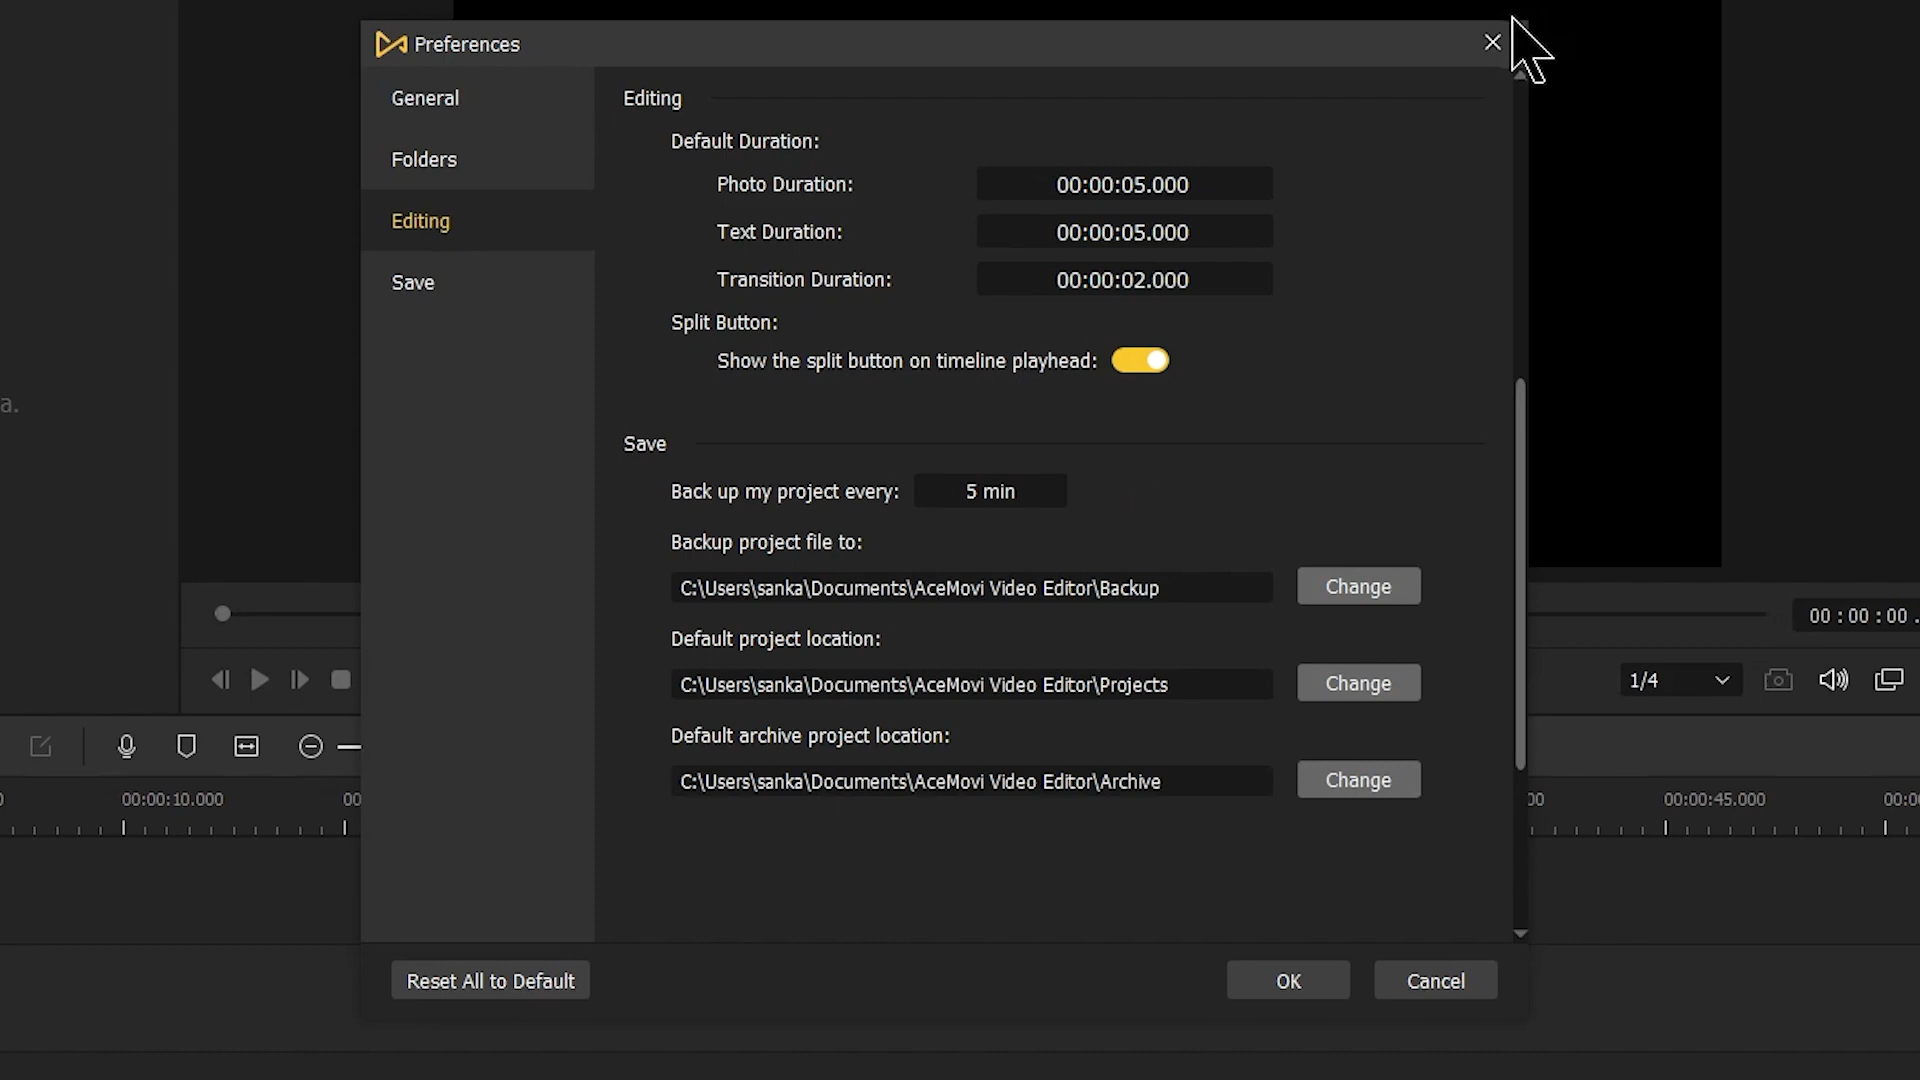 Preferences
General
Folders
Editing
Save
Editing
Default Duration:
Photo Duration: 00:00:05.000
Text Duration: 00:00:05.000
Transition Duration: 00:00:02.000
Split Button:
Show the split button on timeline playhead:
Save
Back up my project every: 5 min
Backup project file to:
C:\Users\sanka\Documents\AceMovi Video Editor\Backup Change
Default project location:
C:\Users\sanka\Documents\AceMovi Video Editor\Projects Change
Default archive project location:
C:\Users\sanka\Documents\AceMovi Video Editor\Archive Change
Reset All to Default OK Cancel
a.
00 : 00 : 00 .
1/4
00:00:10.000 00 00 00:00:45.000 00:0